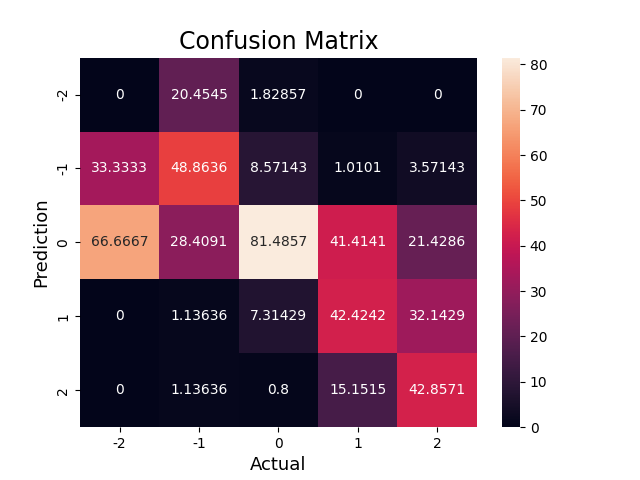 Confusion Matrix
-2 0 20.4545 1.82857 0 0
-1 33.3333 48.8636 8.57143 1.0101 3.57143
0 66.6667 28.4091 81.4857 41.4141 21.4286
1 0 1.13636 7.31429 42.4242 32.1429
2 0 1.13636 0.8 15.1515 42.8571
-2 -1 0 1 2
Actual
Prediction
80
70
60
50
40
30
20
10
0